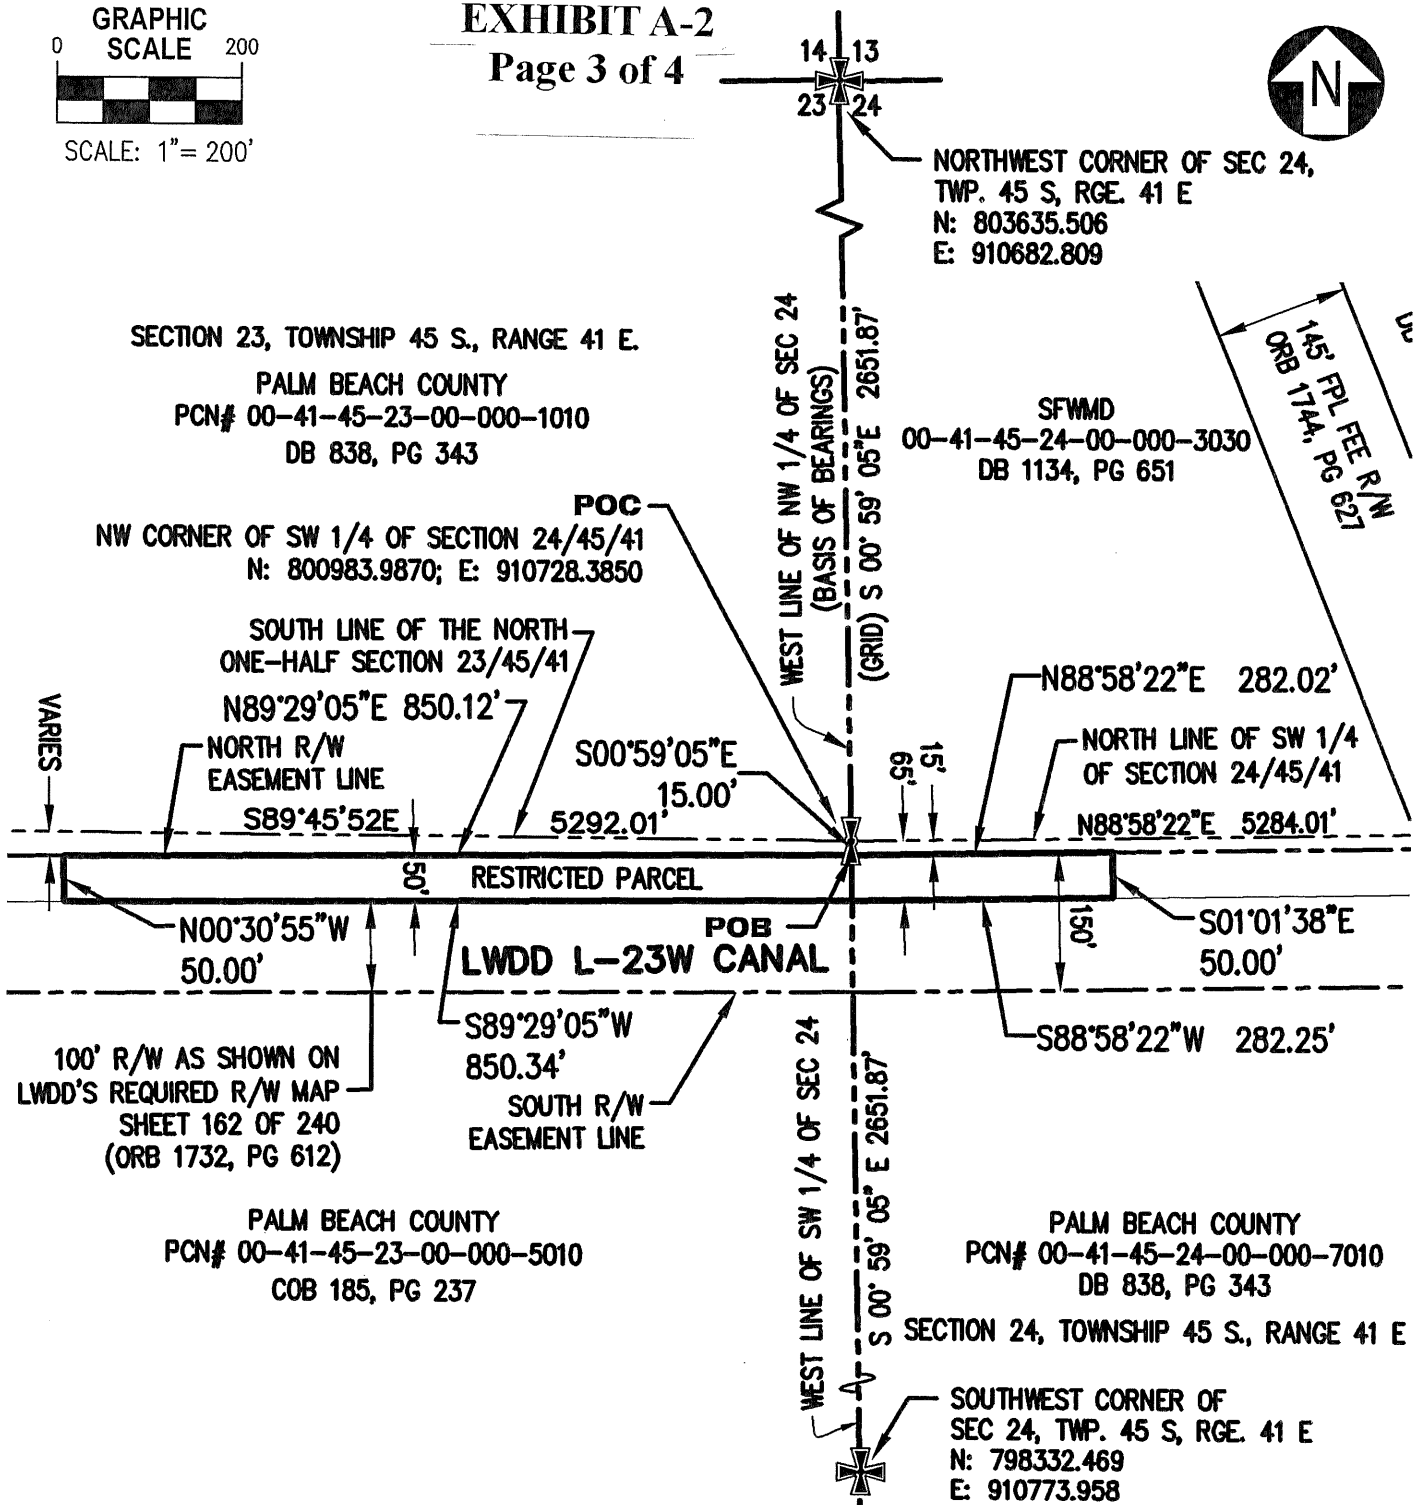 GRAPHIC
SCALE
0 200
SCALE: 1"= 200'
EXHIBIT A-2
Page 3 of 4
14 13
23 24
N
NORTHWEST CORNER OF SEC 24,
TWP. 45 S, RGE. 41 E
N: 803635.506
E: 910682.809
SECTION 23, TOWNSHIP 45 S., RANGE 41 E.
PALM BEACH COUNTY
PCN# 00-41-45-23-00-000-1010
DB 838, PG 343
WEST LINE OF NW 1/4 OF SEC 24
(BASIS OF BEARINGS)
(GRID) S 00° 59' 05"E 2651.87'
SFWMD
00-41-45-24-00-000-3030
DB 1134, PG 651
145' FPL FEE R/W
ORB 1744, PG 627
POC
NW CORNER OF SW 1/4 OF SECTION 24/45/41
N: 800983.9870; E: 910728.3850
SOUTH LINE OF THE NORTH
ONE-HALF SECTION 23/45/41
N89°29'05"E 850.12'
NORTH R/W
EASEMENT LINE
VARIES
S89°45'52E 5292.01'
S00°59'05"E
15.00'
15'
65'
N88°58'22"E 282.02'
NORTH LINE OF SW 1/4
OF SECTION 24/45/41
N88°58'22"E 5284.01'
50'
RESTRICTED PARCEL
N00°30'55"W
50.00'
POB
LWDD L-23W CANAL
150'
S01°01'38"E
50.00'
S89°29'05"W
850.34'
S88°58'22"W 282.25'
100' R/W AS SHOWN ON
LWDD'S REQUIRED R/W MAP
SHEET 162 OF 240
(ORB 1732, PG 612)
SOUTH R/W
EASEMENT LINE
WEST LINE OF SW 1/4 OF SEC 24
S 00° 59' 05" E 2651.87'
PALM BEACH COUNTY
PCN# 00-41-45-23-00-000-5010
COB 185, PG 237
PALM BEACH COUNTY
PCN# 00-41-45-24-00-000-7010
DB 838, PG 343
SECTION 24, TOWNSHIP 45 S., RANGE 41 E
SOUTHWEST CORNER OF
SEC 24, TWP. 45 S, RGE. 41 E
N: 798332.469
E: 910773.958